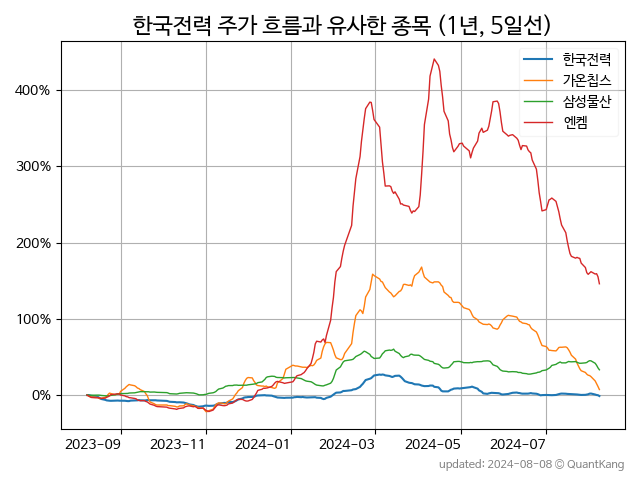 한국전력 주가 흐름과 유사한 종목 (1년, 5일선)
한국전력
가온칩스
삼성물산
엔켐
400%
300%
200%
100%
0%
2023-09 2023-11 2024-01 2024-03 2024-05 2024-07
updated: 2024-08-08 © QuantKang